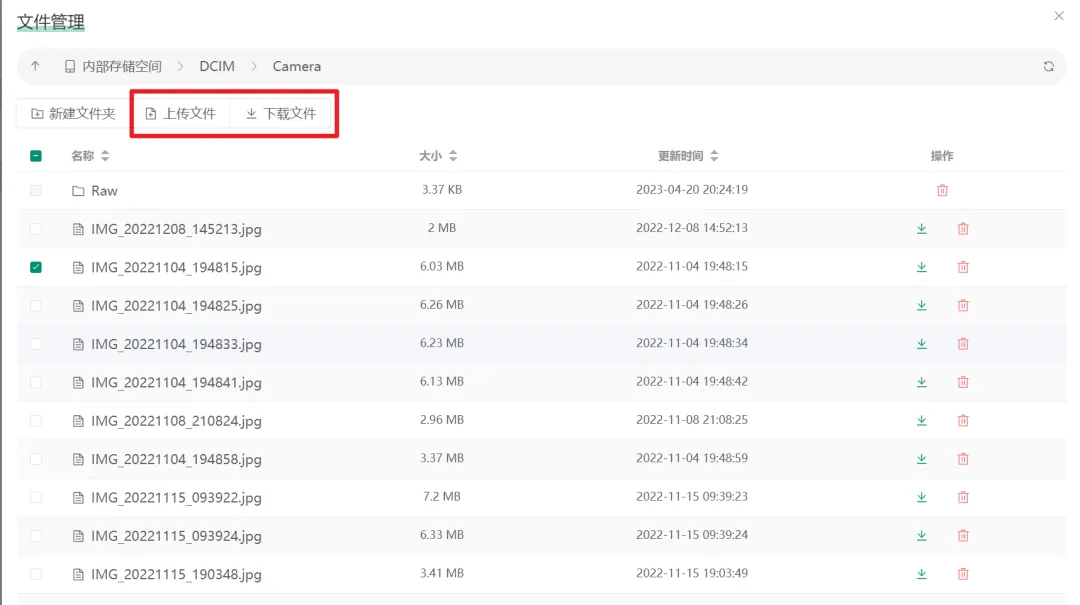 文件管理
内部存储空间 DCIM Camera
新建文件夹 上传文件 下载文件
名称 大小 更新时间 操作
Raw 3.37 KB 2023-04-20 20:24:19
IMG_20221208_145213.jpg 2 MB 2022-12-08 14:52:13
IMG_20221104_194815.jpg 6.03 MB 2022-11-04 19:48:15
IMG_20221104_194825.jpg 6.26 MB 2022-11-04 19:48:26
IMG_20221104_194833.jpg 6.23 MB 2022-11-04 19:48:34
IMG_20221104_194841.jpg 6.13 MB 2022-11-04 19:48:42
IMG_20221108_210824.jpg 2.96 MB 2022-11-08 21:08:25
IMG_20221104_194858.jpg 3.37 MB 2022-11-04 19:48:59
IMG_20221115_093922.jpg 7.2 MB 2022-11-15 09:39:23
IMG_20221115_093924.jpg 6.33 MB 2022-11-15 09:39:24
IMG_20221115_190348.jpg 3.41 MB 2022-11-15 19:03:49